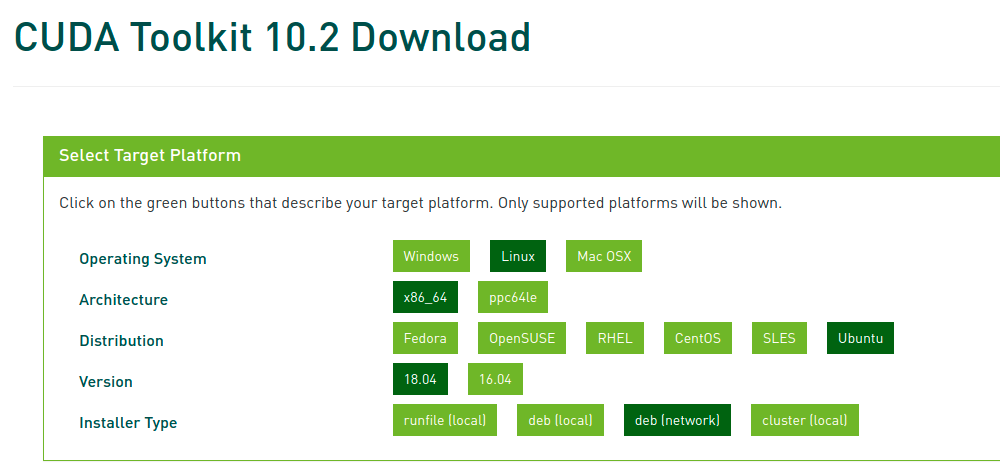 CUDA Toolkit 10.2 Download
Select Target Platform
Click on the green buttons that describe your target platform. Only supported platforms will be shown.
Operating System Windows Linux Mac OSX
Architecture x86_64 ppc64le
Distribution Fedora OpenSUSE RHEL CentOS SLES Ubuntu
Version 18.04 16.04
Installer Type runfile (local) deb (local) deb (network) cluster (local)